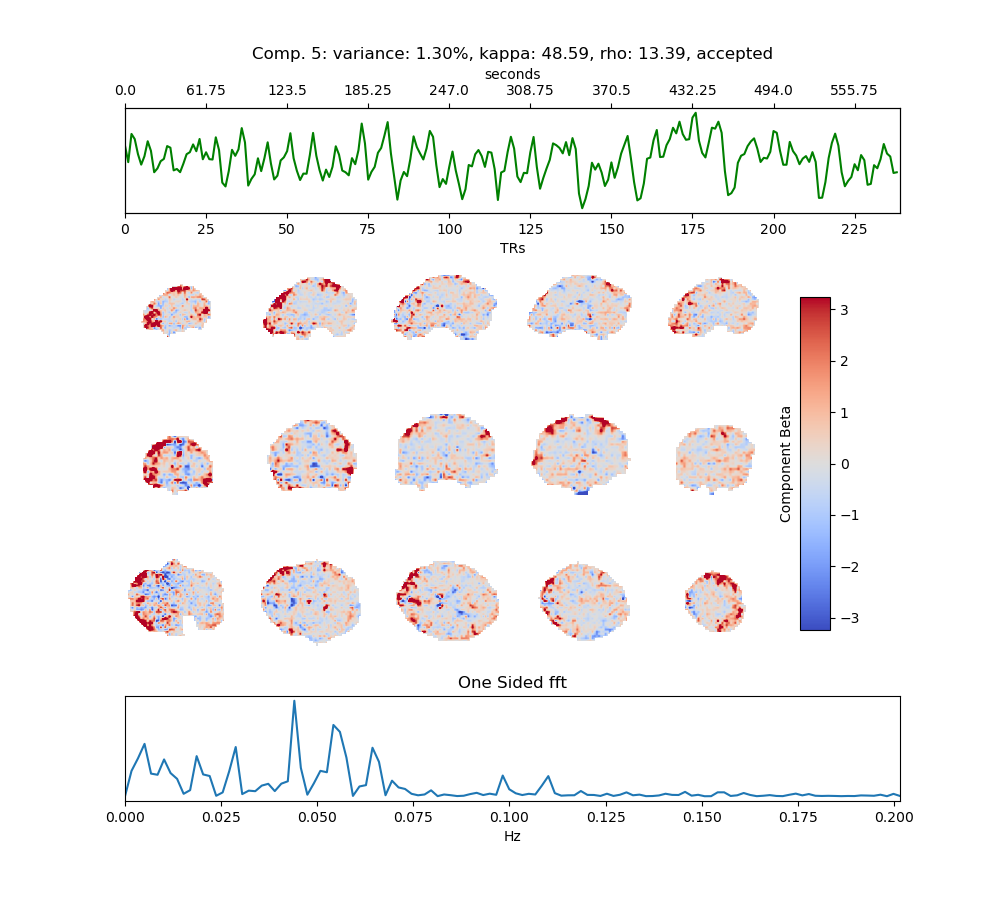 Comp. 5: variance: 1.30%, kappa: 48.59, rho: 13.39, accepted
seconds
0.0 61.75 123.5 185.25 247.0 308.75 370.5 432.25 494.0 555.75
0 25 50 75 100 125 150 175 200 225
TRs
3
2
1
0
−1
−2
−3
Component Beta
One Sided fft
0.000 0.025 0.050 0.075 0.100 0.125 0.150 0.175 0.200
Hz